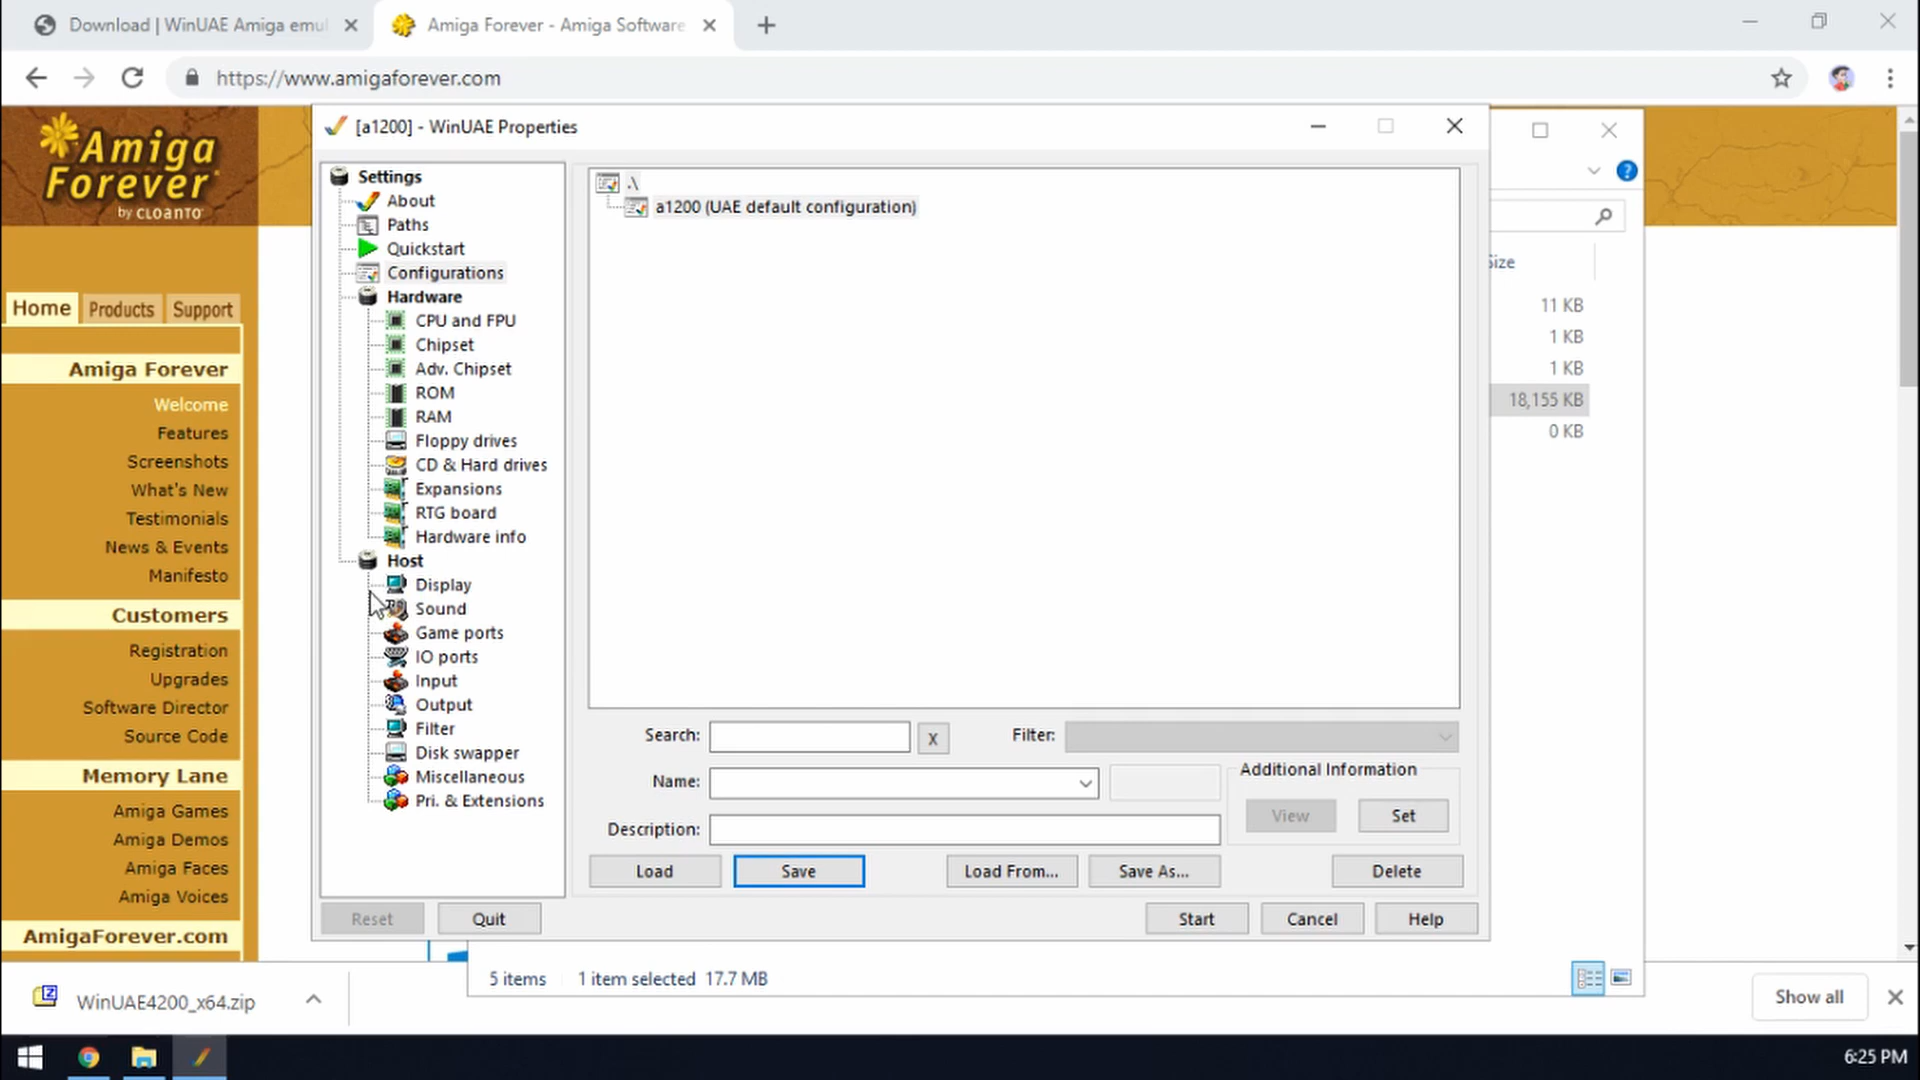 Download | WinUAE Amiga emul
Amiga Forever - Amiga Software
https://www.amigaforever.com
Amiga
Forever
by CLOANTO
Home
Products
Support
Amiga Forever
Welcome
Features
Screenshots
What's New
Testimonials
News & Events
Manifesto
Customers
Registration
Upgrades
Software Director
Source Code
Memory Lane
Amiga Games
Amiga Demos
Amiga Faces
Amiga Voices
AmigaForever.com
[a1200] - WinUAE Properties
Settings
About
Paths
Quickstart
Configurations
Hardware
CPU and FPU
Chipset
Adv. Chipset
ROM
RAM
Floppy drives
CD & Hard drives
Expansions
RTG board
Hardware info
Host
Display
Sound
Game ports
IO ports
Input
Output
Filter
Disk swapper
Miscellaneous
Pri. & Extensions
.\
a1200 (UAE default configuration)
Search:
X
Filter:
Name:
Additional Information
View
Set
Description:
Load
Save
Load From...
Save As...
Delete
Reset
Quit
Start
Cancel
Help
Size
11 KB
1 KB
1 KB
18,155 KB
0 KB
5 items
1 item selected 17.7 MB
WinUAE4200_x64.zip
Show all
6:25 PM